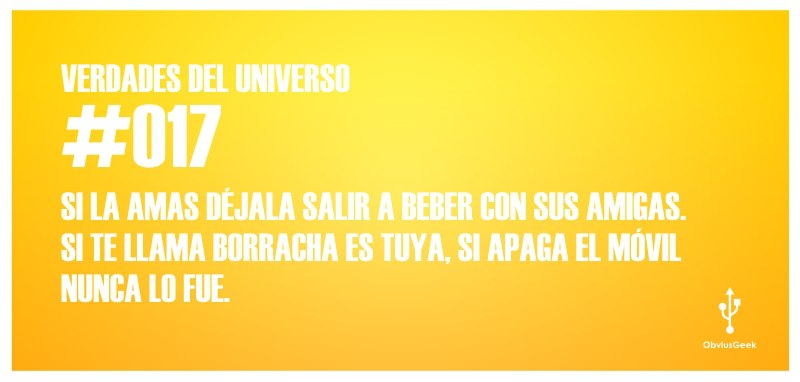 VERDADES DEL UNIVERSO
#017
SI LA AMAS DÉJALA SALIR A BEBER CON SUS AMIGAS.
SI TE LLAMA BORRACHA ES TUYA, SI APAGA EL MÓVIL
NUNCA LO FUE.
ObviusGeek